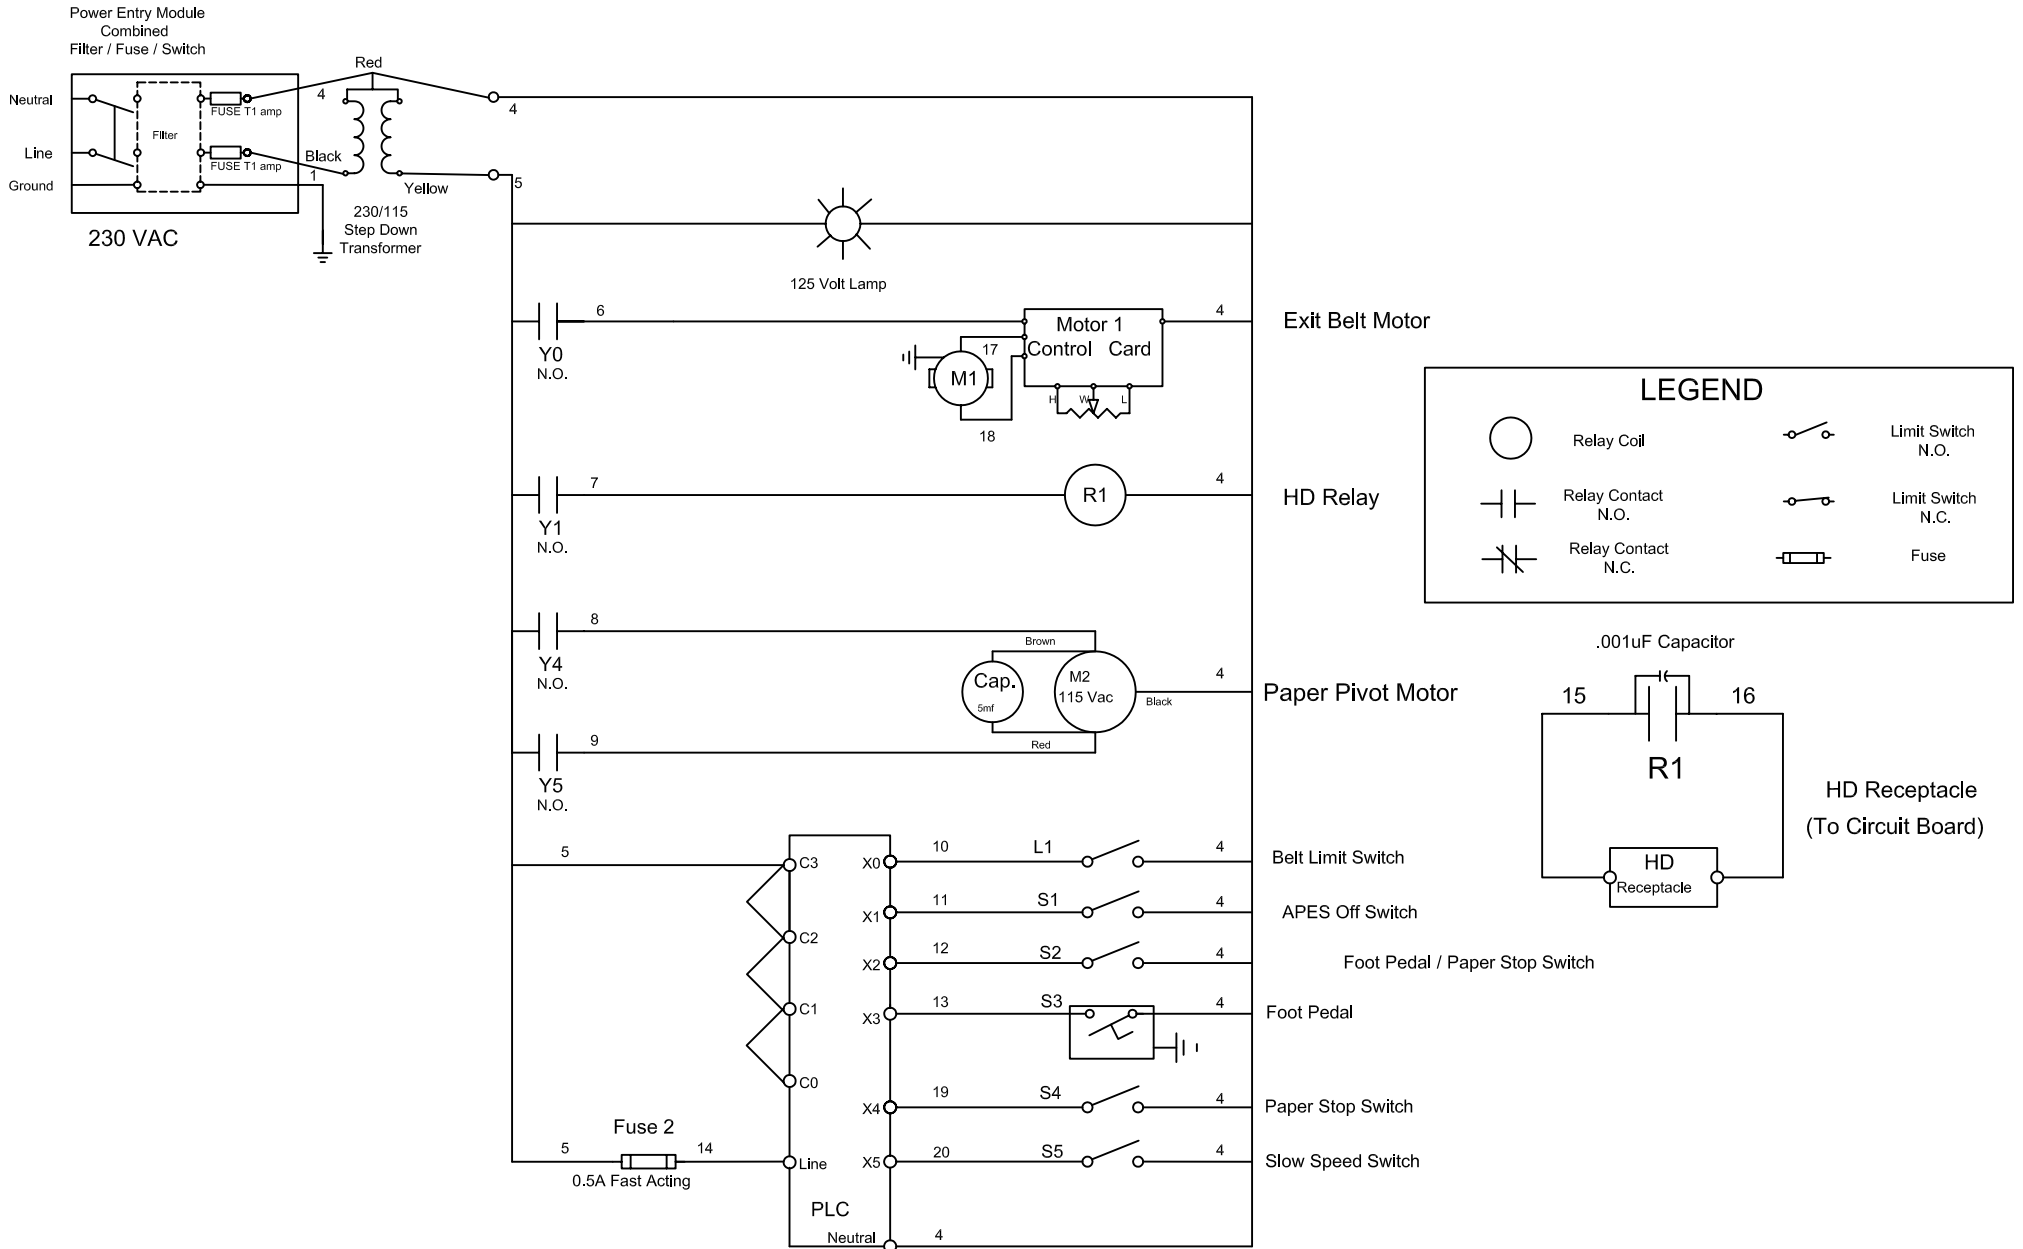 Power Entry Module
Combined
Filter / Fuse / Switch
Neutral
Line
Ground
Filter
FUSE T1 amp
FUSE T1 amp
230 VAC
Red
4
Black
1
Yellow
230/115
Step Down
Transformer
4
5
125 Volt Lamp
Y0
N.O.
6
Motor 1
Control Card
M1
17
18
H
W
L
4
Exit Belt Motor
Y1
N.O.
7
R1
4
HD Relay
Y4
N.O.
8
Brown
Cap.
5mf
M2
115 Vac
Black
4
Paper Pivot Motor
Red
9
Y5
N.O.
5
C3
C2
C1
C0
Line
PLC
Neutral
4
Fuse 2
5
14
0.5A Fast Acting
X0
10
L1
4
Belt Limit Switch
X1
11
S1
4
APES Off Switch
X2
12
S2
4
Foot Pedal / Paper Stop Switch
X3
13
S3
4
Foot Pedal
X4
19
S4
4
Paper Stop Switch
X5
20
S5
4
Slow Speed Switch
LEGEND
Relay Coil
Relay Contact
N.O.
Relay Contact
N.C.
Limit Switch
N.O.
Limit Switch
N.C.
Fuse
.001uF Capacitor
15
16
R1
HD
Receptacle
HD Receptacle
(To Circuit Board)